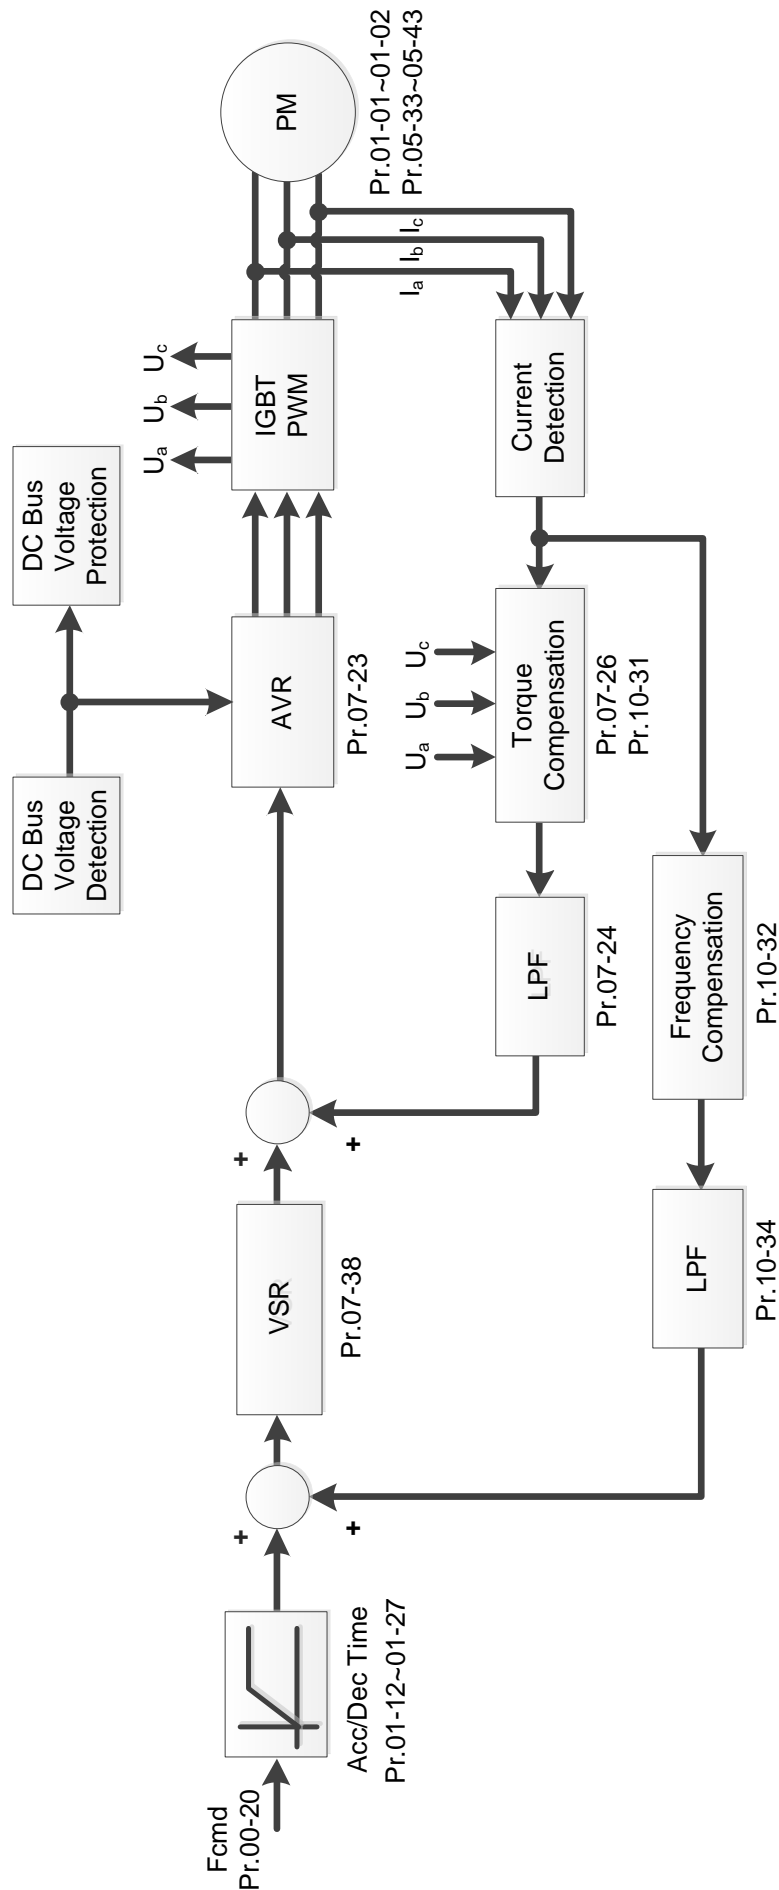 Fcmd
Pr.00-20
Acc/Dec Time
Pr.01-12~01-27
+
+
VSR
Pr.07-38
+
+
DC Bus
Voltage
Detection
DC Bus
Voltage
Protection
AVR
Pr.07-23
Ua
Ub
Uc
IGBT
PWM
PM
Pr.01-01~01-02
Pr.05-33~05-43
Ia
Ib
Ic
Current
Detection
Ua
Ub
Uc
Torque
Compensation
Pr.07-26
Pr.10-31
LPF
Pr.07-24
Frequency
Compensation
Pr.10-32
LPF
Pr.10-34